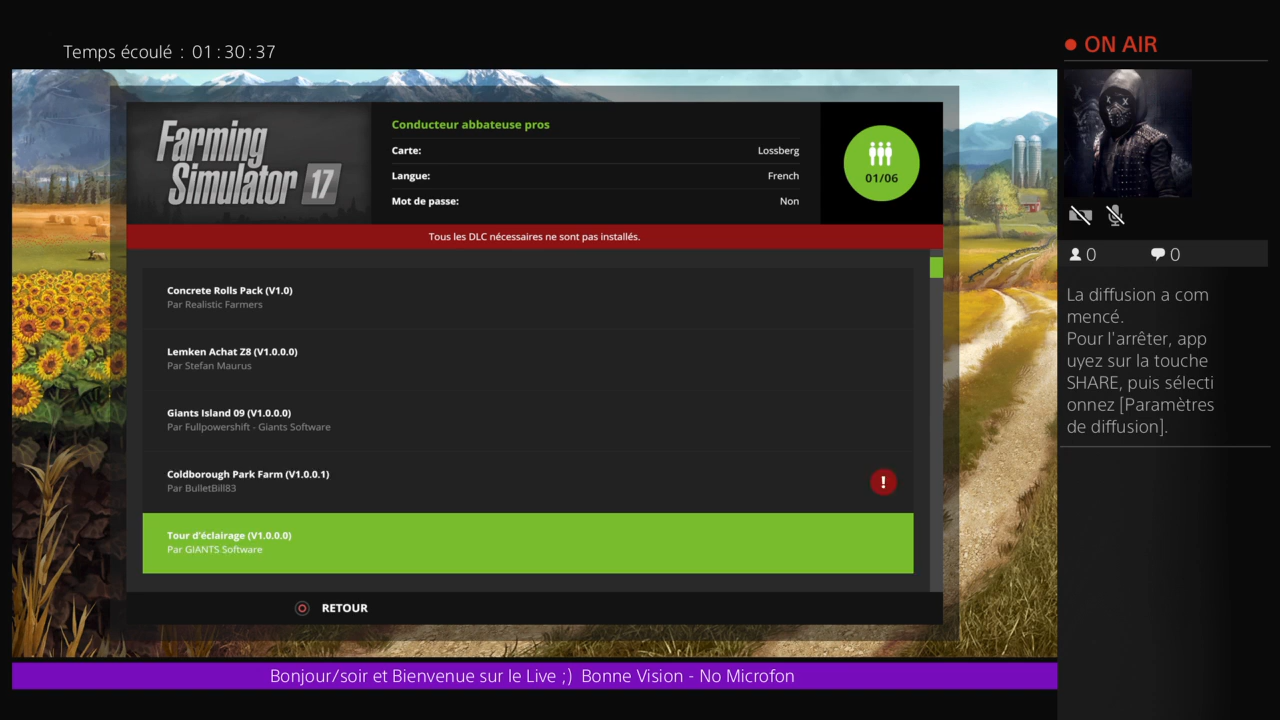 Temps écoulé : 01:30:37
ON AIR
Farming
Simulator 17
Conducteur abbateuse pros
Carte: Lossberg
Langue: French
Mot de passe: Non
01/06
Tous les DLC nécessaires ne sont pas installés.
Concrete Rolls Pack (V1.0)
Par Realistic Farmers
Lemken Achat Z8 (V1.0.0.0)
Par Stefan Maurus
Giants Island 09 (V1.0.0.0)
Par Fullpowershift - Giants Software
Coldborough Park Farm (V1.0.0.1)
Par BulletBill83
!
Tour d'éclairage (V1.0.0.0)
Par GIANTS Software
RETOUR
0 0
La diffusion a com
mencé.
Pour l'arrêter, app
uyez sur la touche
SHARE, puis sélecti
onnez [Paramètres
de diffusion].
Bonjour/soir et Bienvenue sur le Live ;) Bonne Vision - No Microfon